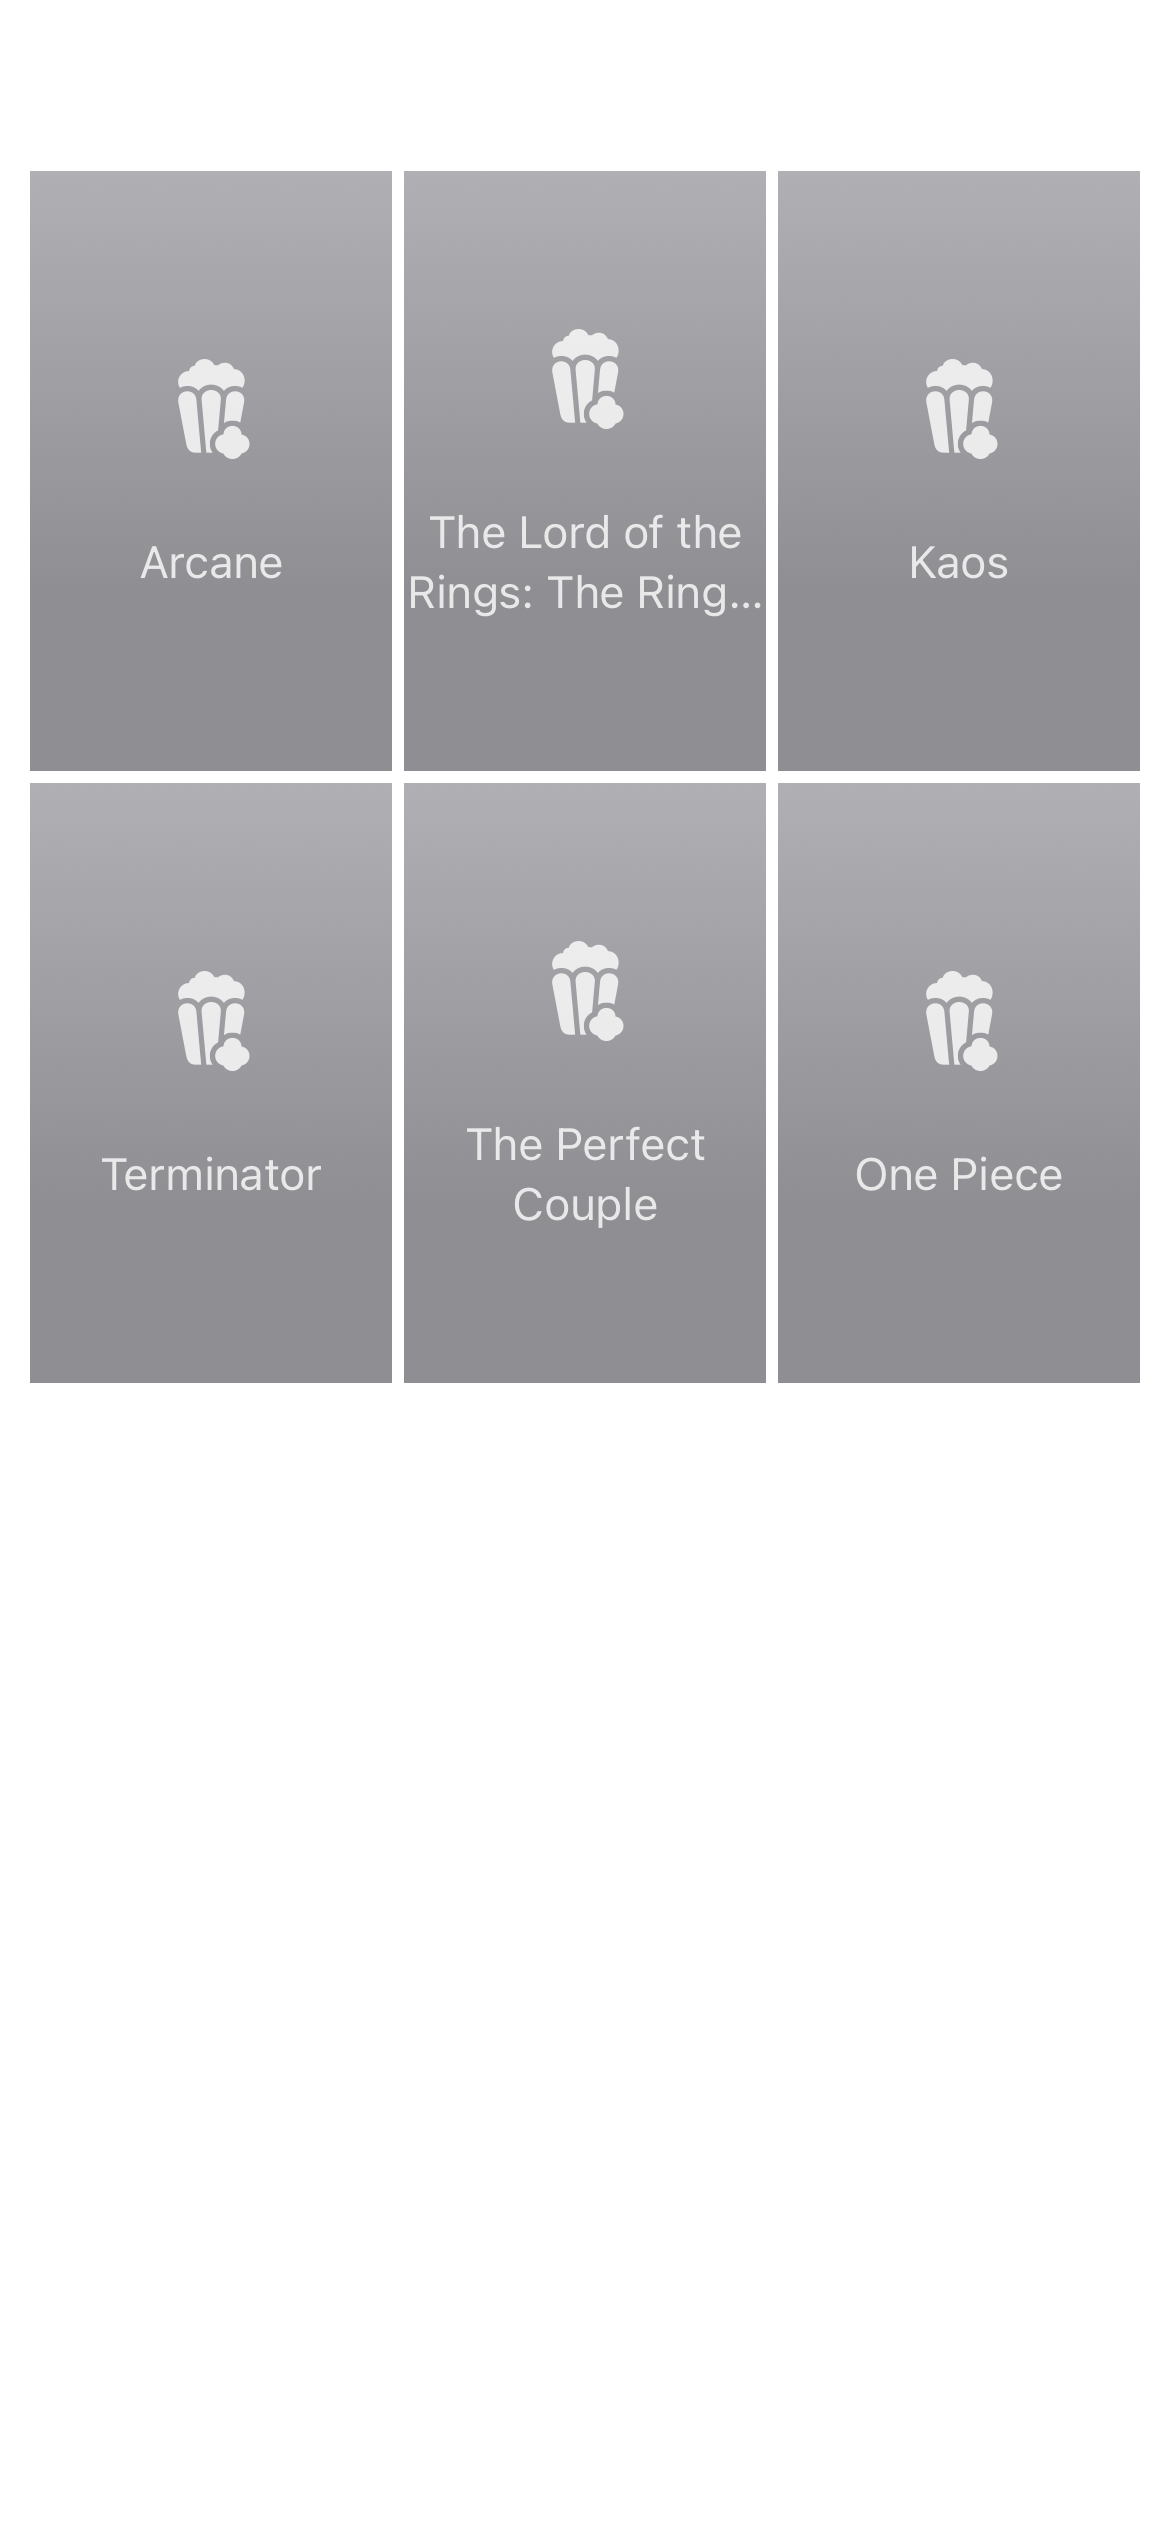 Arcane
The Lord of the
Rings: The Ring...
Kaos
Terminator
The Perfect
Couple
One Piece